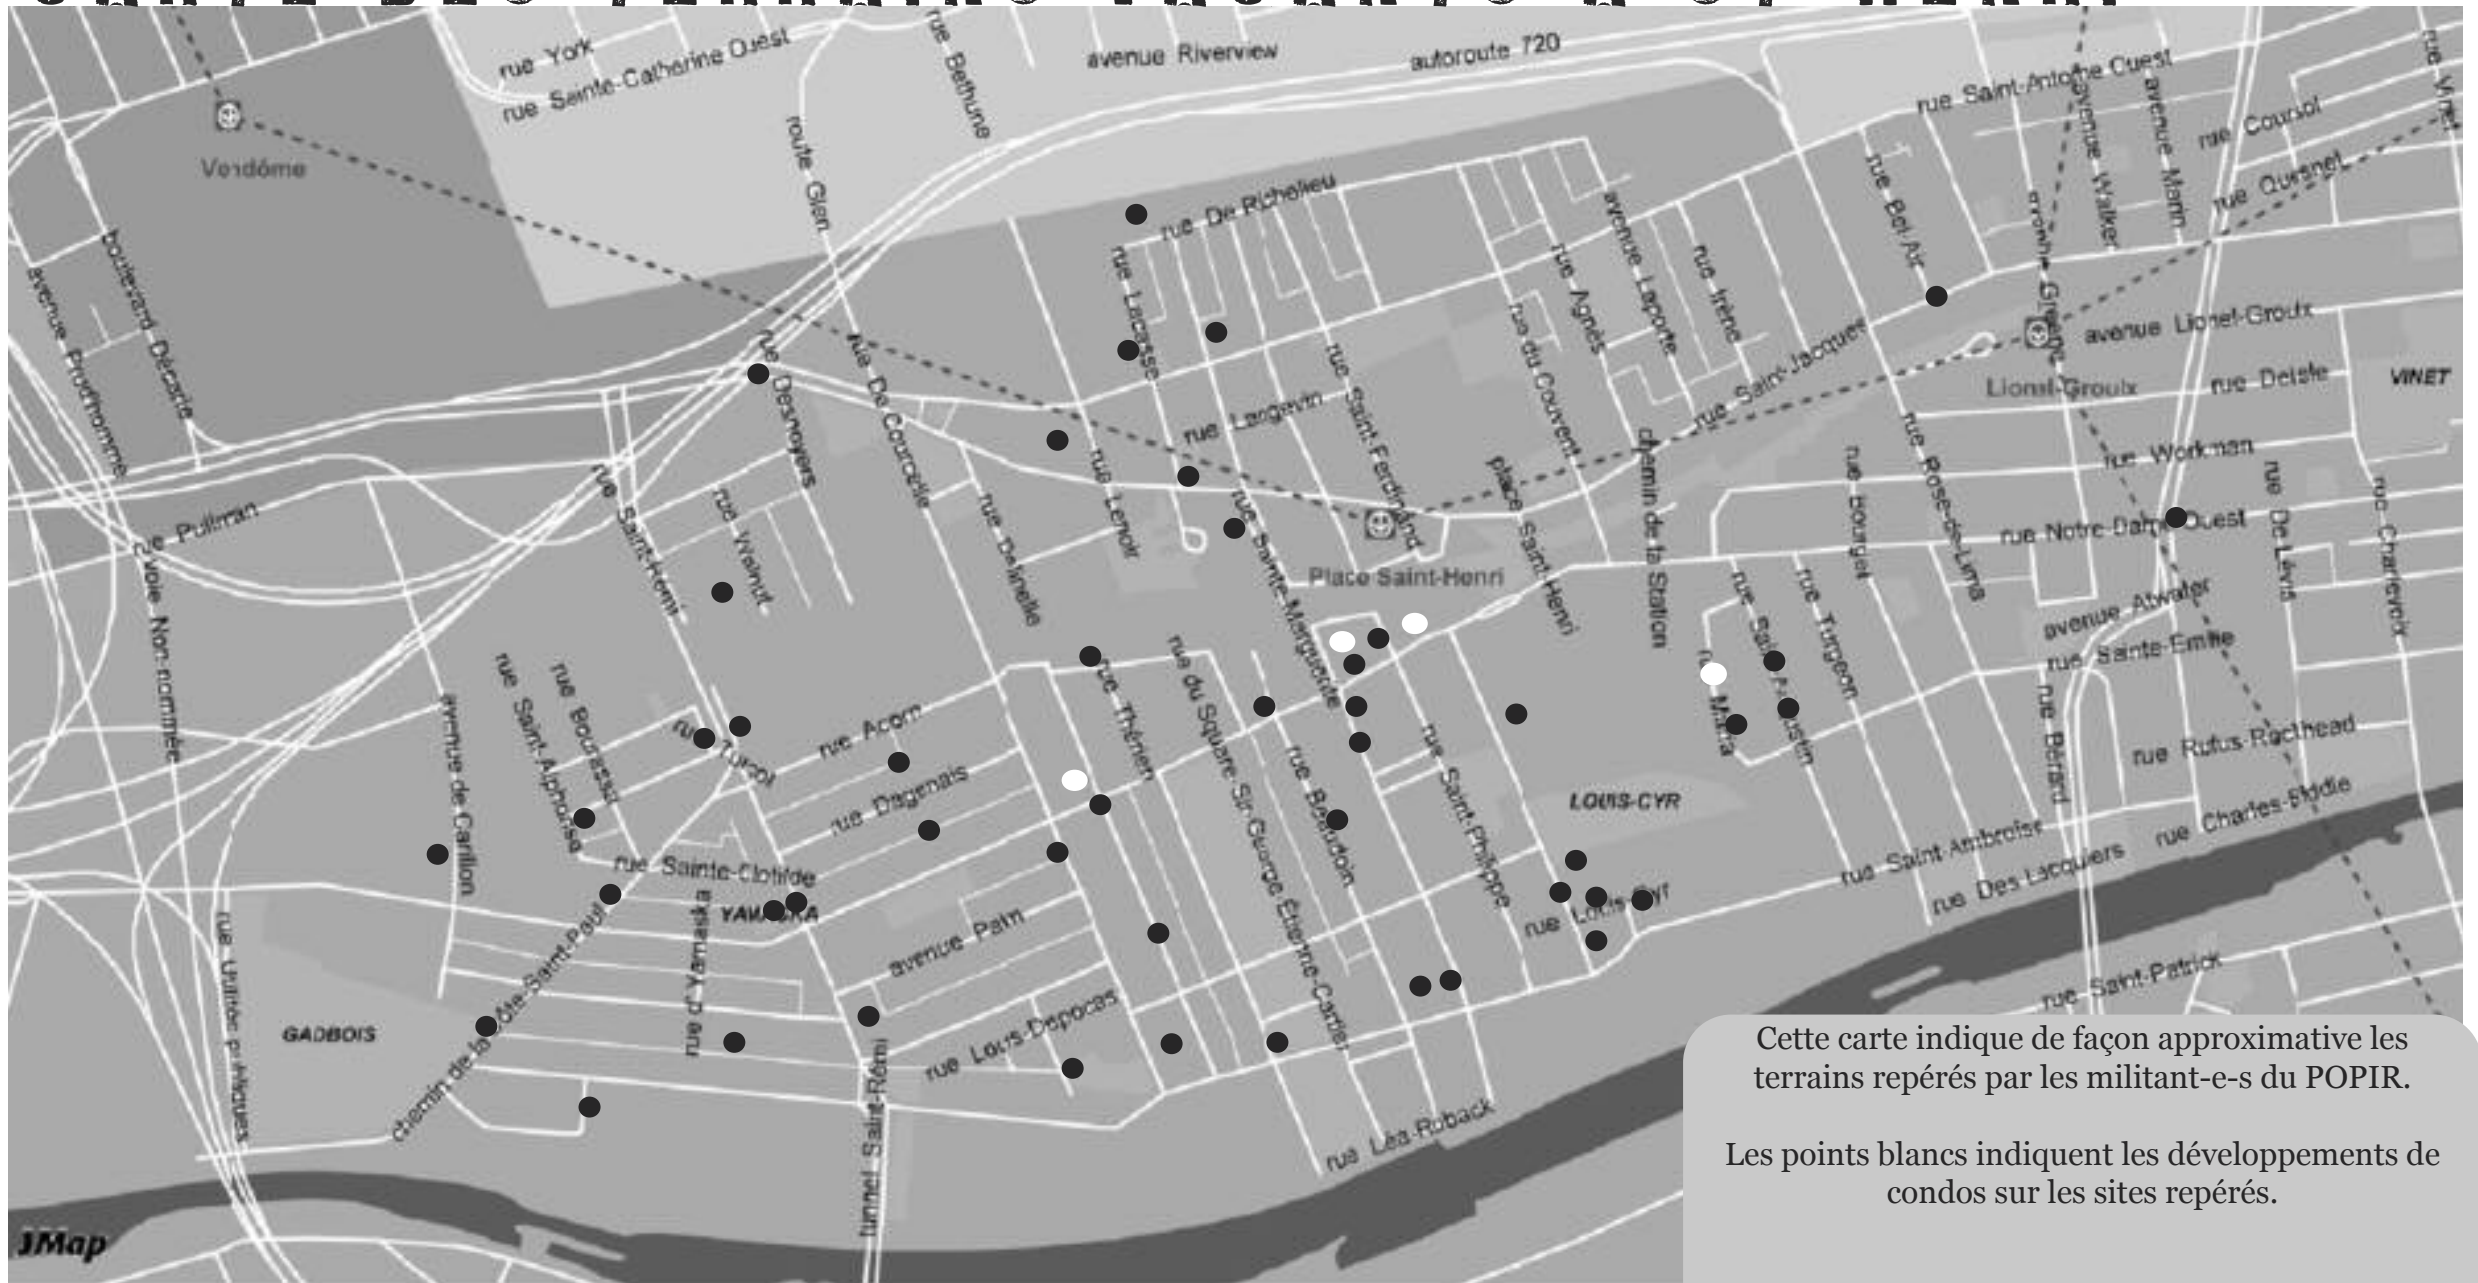 rue York
rue Sainte-Catherine Ouest
rue Bethune
avenue Riverview
autoroute 720
rue Saint-Antoine Ouest
avenue Walker
avenue Marin
rue Coursol
rue Vinet
rue Quesnel
Vendôme
route Glen
rue De Richelieu
rue Bel Air
avenue Greene
boulevard Décarie
avenue Prud'homme
rue Lacasse
avenue Laporte
rue Agnès
rue Irène
rue du Couvent
rue Saint-Jacques
avenue Lionel-Groulx
Lionel-Groulx
rue Delisle
VINET
rue Desnoyers
rue De Courcelle
rue Langevin
rue Saint-Ferdinand
rue Workman
rue Pullman
voie Non-nommée
rue Saint-Rémi
rue Walnut
rue Delinelle
rue Lenoir
rue Sainte-Marguerite
Place Saint-Henri
place Saint-Henri
chemin de la Station
rue Bourget
rue Rose-de-Lima
rue Notre-Dame Ouest
rue De Lévis
rue Charlevoix
avenue Atwater
rue Sainte-Emilie
rue Turgeon
rue Bérard
rue Rufus-Rockhead
rue Charles-Biddle
rue Saint-Alphonse
rue Bourassa
avenue de Carillon
rue Turcot
rue Acorn
rue Dagenais
rue Thérien
rue du Square-Sir-George-Étienne-Cartier
rue Beaudoin
rue Saint-Philippe
LOUIS-CYR
rue Louis-Cyr
rue Saint-Ambroise
rue Des Lacquiers
rue Saint-Patrick
rue Sainte-Clotilde
YAMASKA
rue d'Yamaska
avenue Palm
rue Louis-Depocas
chemin de la Côte-Saint-Paul
GADBOIS
tunnel Saint-Rémi
rue Léa-Roback
Cette carte indique de façon approximative les
terrains repérés par les militant-e-s du POPIR.
Les points blancs indiquent les développements de
condos sur les sites repérés.